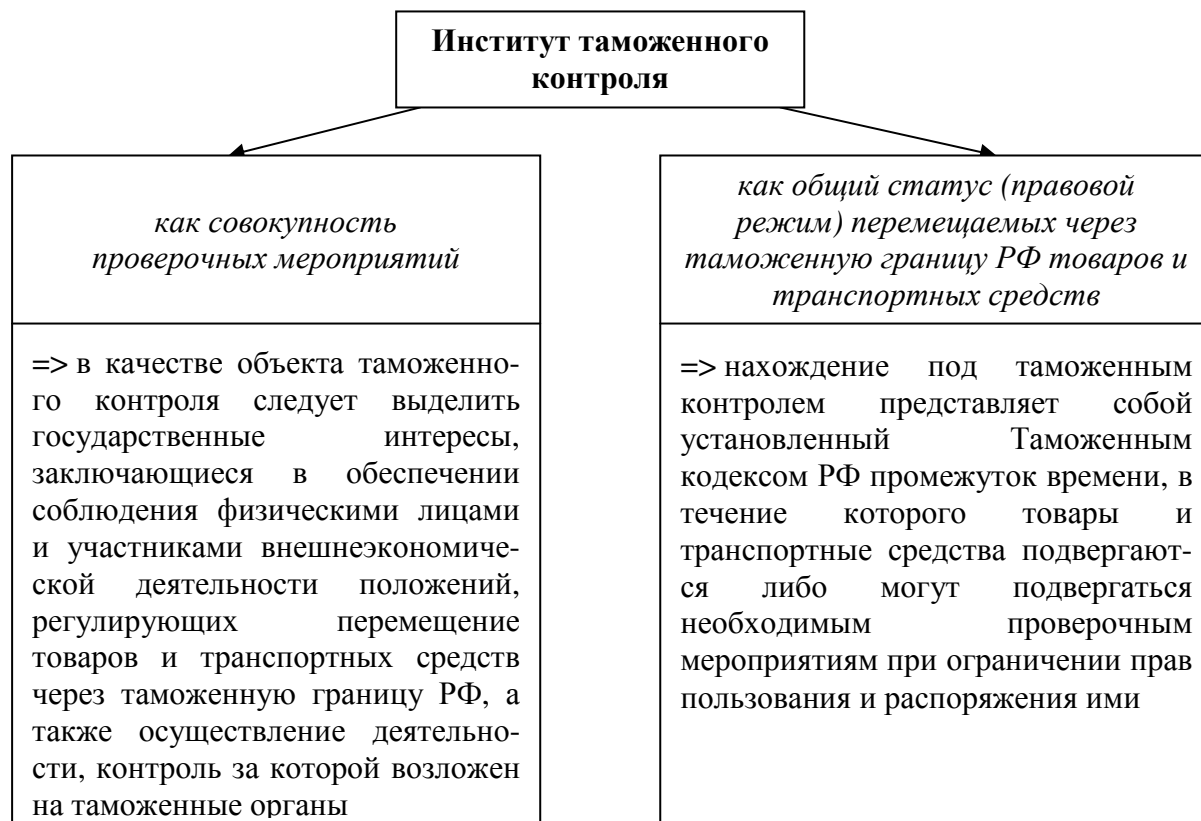 Институт таможенного
контроля
как совокупность
проверочных мероприятий
=> в качестве объекта таможенно-
го контроля следует выделить
государственные интересы,
заключающиеся в обеспечении
соблюдения физическими лицами
и участниками внешнеэкономиче-
ской деятельности положений,
регулирующих перемещение
товаров и транспортных средств
через таможенную границу РФ, а
также осуществление деятельно-
сти, контроль за которой возложен
на таможенные органы
как общий статус (правовой
режим) перемещаемых через
таможенную границу РФ товаров и
транспортных средств
=> нахождение под таможенным
контролем представляет собой
установленный Таможенным
кодексом РФ промежуток времени, в
течение которого товары и
транспортные средства подвергают-
ся либо могут подвергаться
необходимым проверочным
мероприятиям при ограничении прав
пользования и распоряжения ими